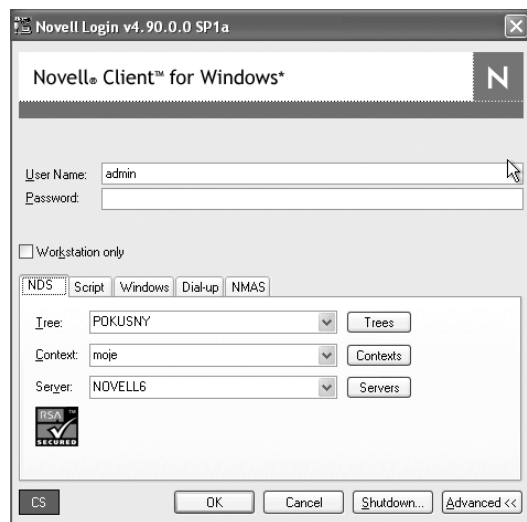 Novell Login v4.90.0.0 SP1a
Novell® Client™ for Windows*
N
User Name: admin
Password:
Workstation only
NDS Script Windows Dial-up NMAS
Tree: POKUSNY Trees
Context: moje Contexts
Server: NOVELL6 Servers
RSA ™
SECURED
CS OK Cancel Shutdown... Advanced <<